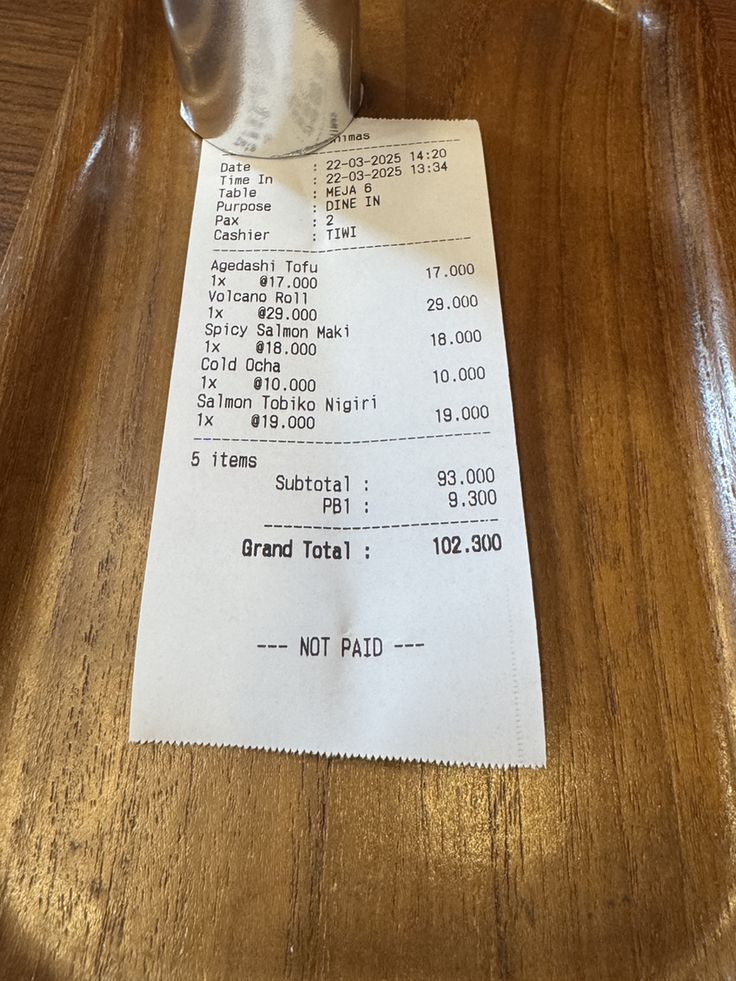 Date : 22-03-2025 14:20
Time In : 22-03-2025 13:34
Table : MEJA 6
Purpose : DINE IN
Pax : 2
Cashier : TIWI
Agedashi Tofu
1x @17.000 17.000
Volcano Roll
1x @29.000 29.000
Spicy Salmon Maki
1x @18.000 18.000
Cold Ocha
1x @10.000 10.000
Salmon Tobiko Nigiri
1x @19.000 19.000
5 items
Subtotal : 93.000
PB1 : 9.300
Grand Total : 102.300
--- NOT PAID ---